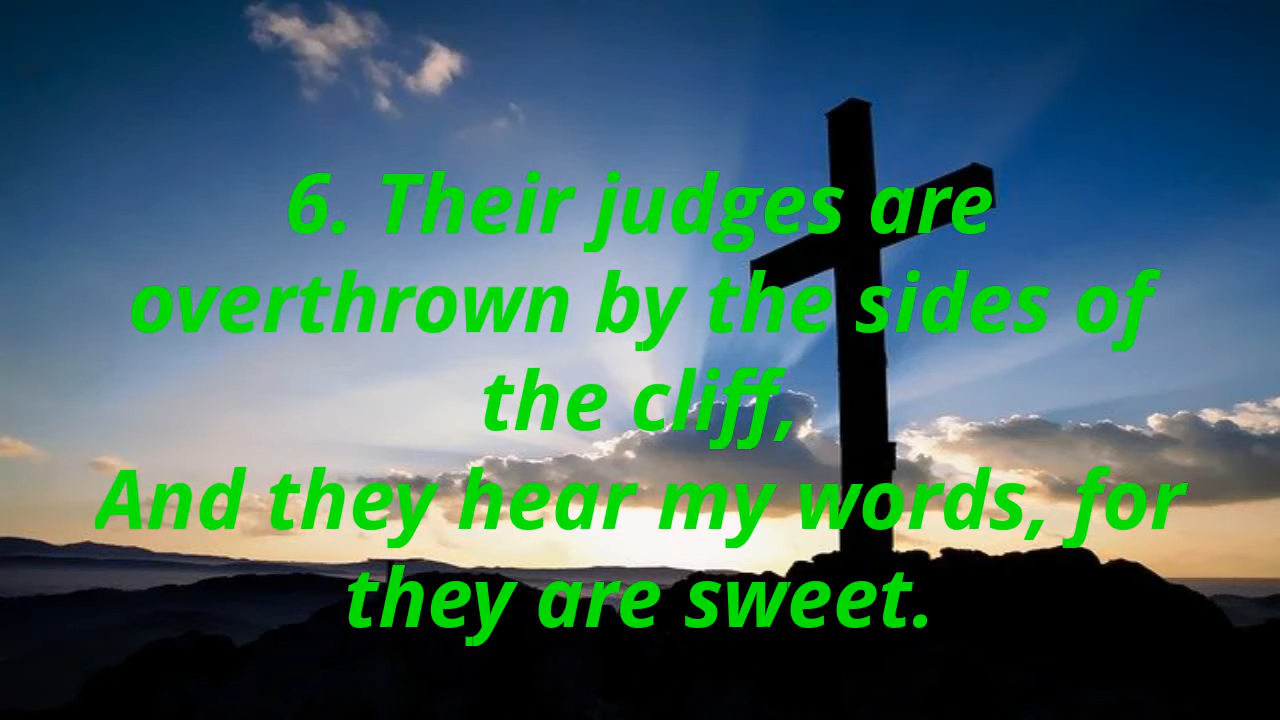 6. Their judges are
overthrown by the sides of
the cliff,
And they hear my words, for
they are sweet.